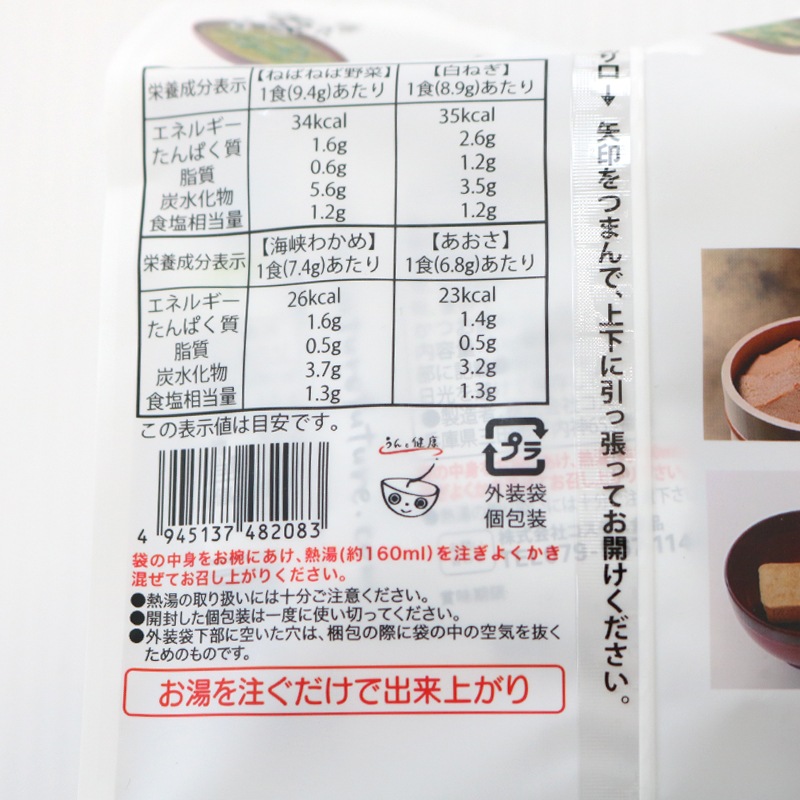 栄養成分表示
【ねばねば野菜】
1食(9.4g)あたり
【白ねぎ】
1食(8.9g)あたり
エネルギー 34kcal 35kcal
たんぱく質 1.6g 2.6g
脂質 0.6g 1.2g
炭水化物 5.6g 3.5g
食塩相当量 1.2g 1.2g
栄養成分表示
【海峡わかめ】
1食(7.4g)あたり
【あおさ】
1食(6.8g)あたり
エネルギー 26kcal 23kcal
たんぱく質 1.6g 1.4g
脂質 0.5g 0.5g
炭水化物 3.7g 3.2g
食塩相当量 1.3g 1.3g
この表示値は目安です。
4 945137 482083
うんと健康
プラ
外装袋
個包装
袋の中身をお椀にあけ、熱湯(約160ml)を注ぎよくかき
混ぜてお召し上がりください。
●熱湯の取り扱いには十分ご注意ください。
●開封した個包装は一度に使い切ってください。
●外装袋下部に空いた穴は、梱包の際に袋の中の空気を抜く
ためのものです。
お湯を注ぐだけで出来上がり
矢印をつまんで、上下に引っ張ってお開けください。